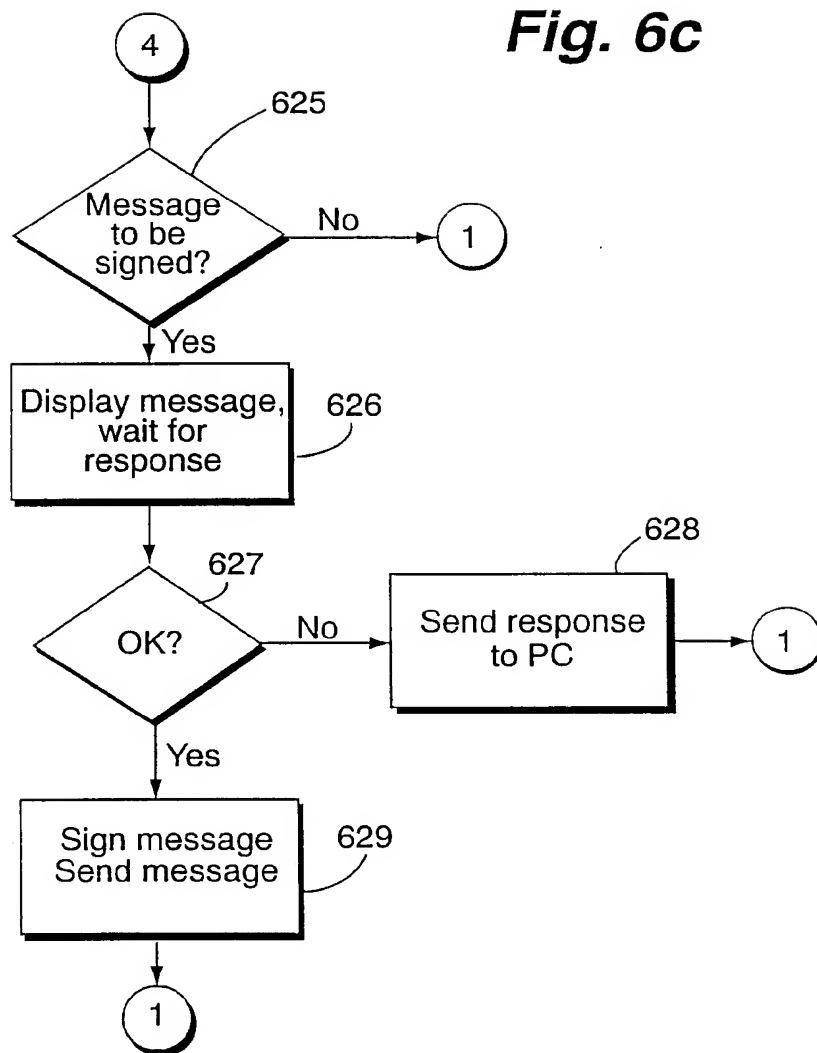 Fig. 6c
4
625
Message
to be
signed?
No
1
Yes
Display message,
wait for
response
626
627
OK?
No
628
Send response
to PC
1
Yes
Sign message
Send message
629
1